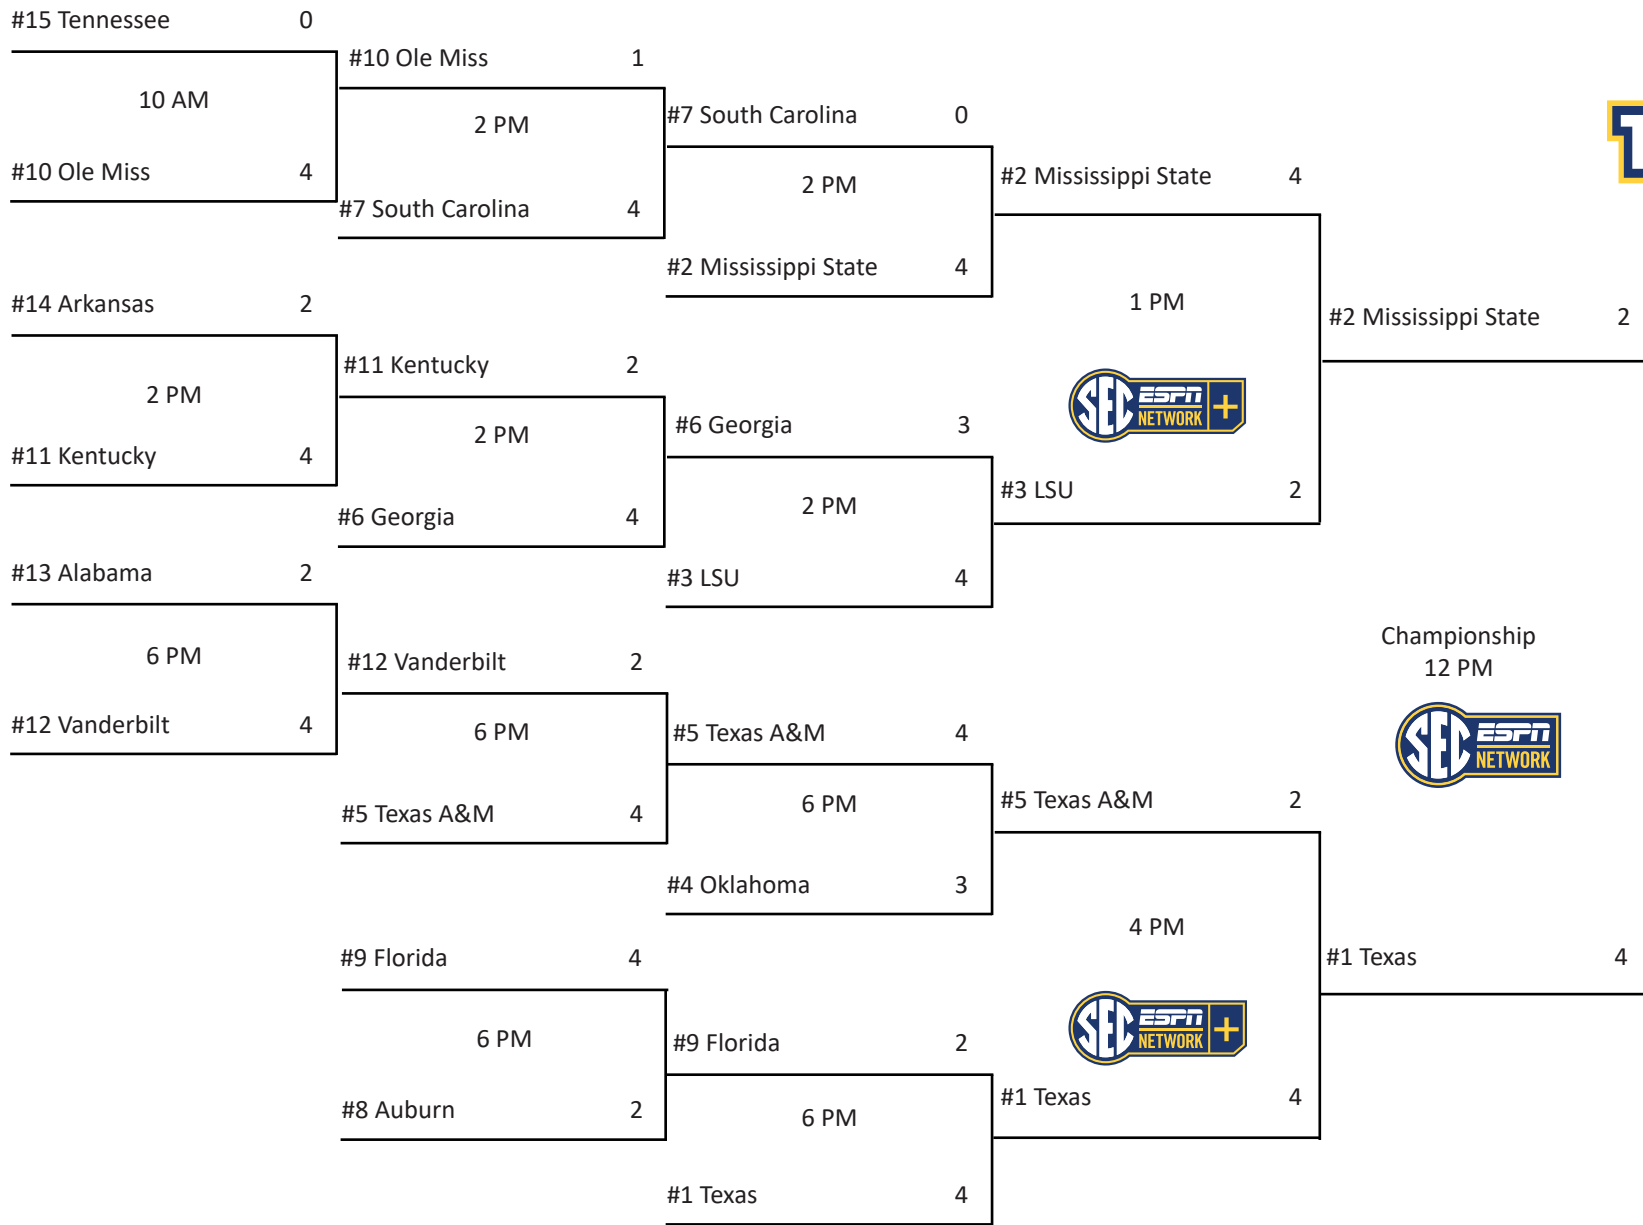 #15 Tennessee 0
10 AM
#10 Ole Miss 4
#14 Arkansas 2
2 PM
#11 Kentucky 4
#13 Alabama 2
6 PM
#12 Vanderbilt 4
#10 Ole Miss 1
2 PM
#7 South Carolina 4
#11 Kentucky 2
2 PM
#6 Georgia 4
#12 Vanderbilt 2
6 PM
#5 Texas A&M 4
#9 Florida 4
6 PM
#8 Auburn 2
#7 South Carolina 0
2 PM
#2 Mississippi State 4
#6 Georgia 3
2 PM
#3 LSU 4
#5 Texas A&M 4
6 PM
#4 Oklahoma 3
#9 Florida 2
6 PM
#1 Texas 4
#2 Mississippi State 4
1 PM
SEC ESPN
NETWORK +
#3 LSU 2
#5 Texas A&M 2
4 PM
SEC ESPN
NETWORK +
#1 Texas 4
#2 Mississippi State 2
Championship
12 PM
SEC ESPN
NETWORK
#1 Texas 4